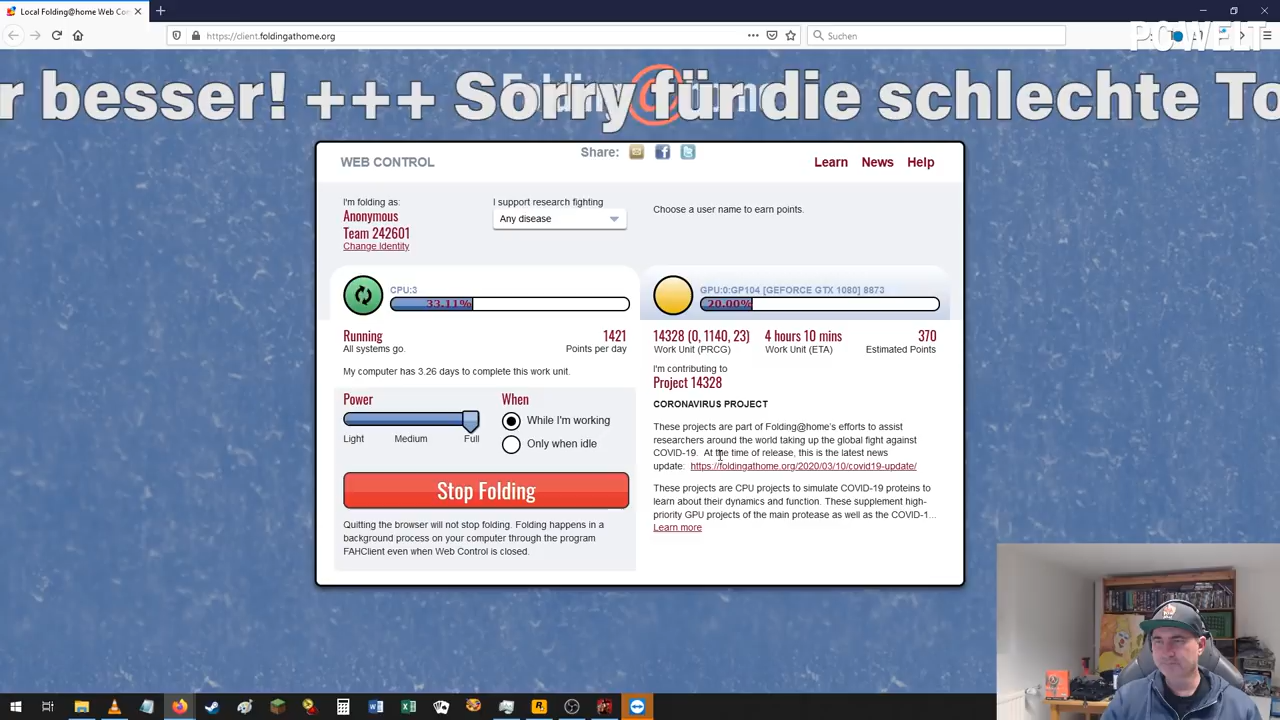 Local Folding@home Web Con
https://client.foldingathome.org
Suchen
PCWELT
r besser! +++ Sorry für die schlechte To
Folding@home
WEB CONTROL
Share:
Learn News Help
I'm folding as:
Anonymous
Team 242601
Change Identity
I support research fighting
Any disease
Choose a user name to earn points.
CPU:3
33.11%
Running
All systems go.
1421
Points per day
My computer has 3.26 days to complete this work unit.
Power
Light Medium Full
When
While I'm working
Only when idle
Stop Folding
Quitting the browser will not stop folding. Folding happens in a
background process on your computer through the program
FAHClient even when Web Control is closed.
GPU:0:GP104 [GEFORCE GTX 1080] 8873
20.00%
14328 (0, 1140, 23) 4 hours 10 mins 370
Work Unit (PRCG) Work Unit (ETA) Estimated Points
I'm contributing to
Project 14328
CORONAVIRUS PROJECT
These projects are part of Folding@home's efforts to assist
researchers around the world taking up the global fight against
COVID-19. At the time of release, this is the latest news
update: https://foldingathome.org/2020/03/10/covid19-update/
These projects are CPU projects to simulate COVID-19 proteins to
learn about their dynamics and function. These supplement high-
priority GPU projects of the main protease as well as the COVID-1...
Learn more